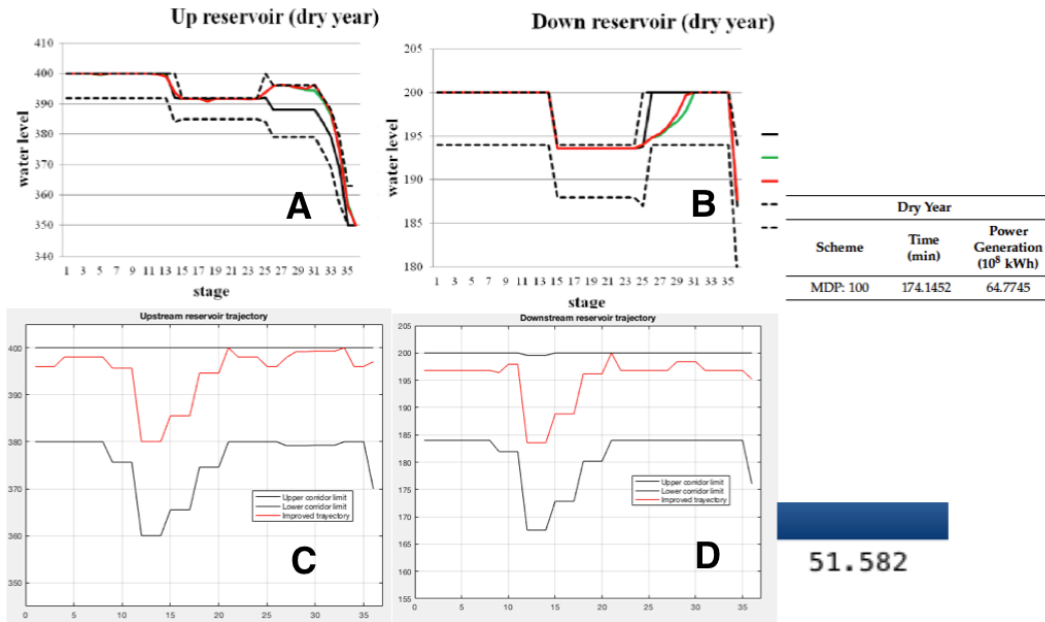 Up reservoir (dry year)
410
400
390
380
370
360
350
340
water level
1 3 5 7 9 11 13 15 17 19 21 23 25 27 29 31 33 35
stage
A
Down reservoir (dry year)
205
200
195
190
185
180
water level
1 3 5 7 9 11 13 15 17 19 21 23 25 27 29 31 33 35
stage
B
Dry Year
Scheme Time (min) Power Generation (10⁸ kWh)
MDP: 100 174.1452 64.7745
Upstream reservoir trajectory
400
390
380
370
360
350
0 5 10 15 20 25 30 35
Upper corridor limit
Lower corridor limit
Improved trajectory
C
Downstream reservoir trajectory
205
200
195
190
185
180
175
170
165
160
155
0 5 10 15 20 25 30 35
Upper corridor limit
Lower corridor limit
Improved trajectory
D
51.582